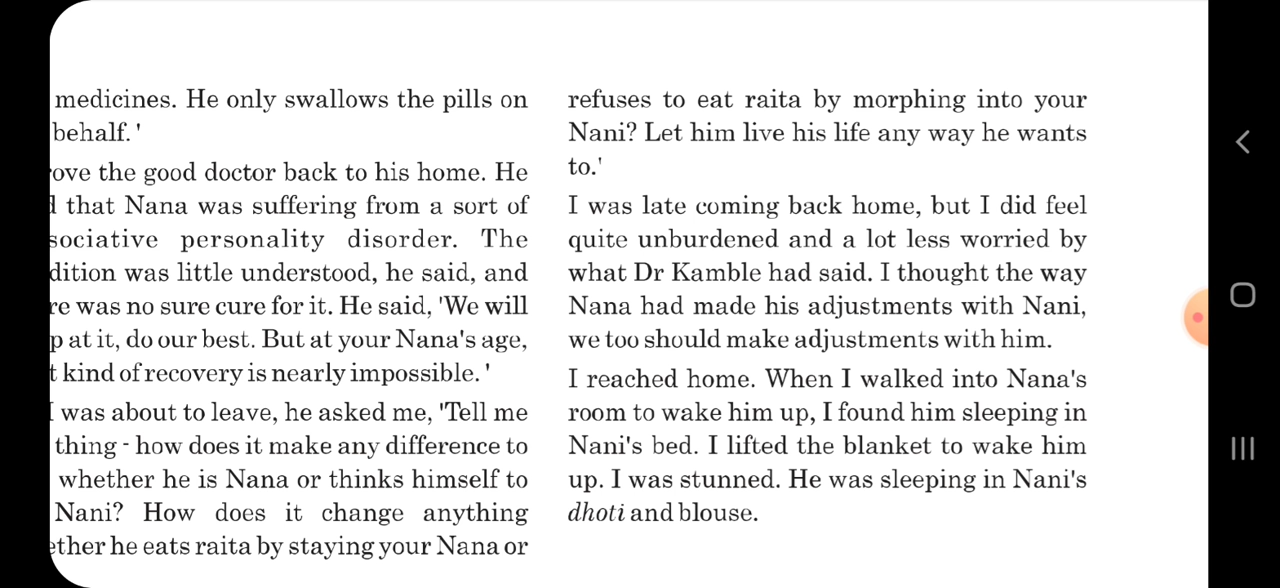 medicines. He only swallows the pills on
behalf.'
the good doctor back to his home. He
that Nana was suffering from a sort of
personality disorder. The
was little understood, he said, and
was no sure cure for it. He said, 'We will
at it, do our best. But at your Nana's age,
kind of recovery is nearly impossible.'
I was about to leave, he asked me, 'Tell me
thing - how does it make any difference to
whether he is Nana or thinks himself to
Nani? How does it change anything
he eats raita by staying your Nana or
refuses to eat raita by morphing into your
Nani? Let him live his life any way he wants
to.'
I was late coming back home, but I did feel
quite unburdened and a lot less worried by
what Dr Kamble had said. I thought the way
Nana had made his adjustments with Nani,
we too should make adjustments with him.
I reached home. When I walked into Nana's
room to wake him up, I found him sleeping in
Nani's bed. I lifted the blanket to wake him
up. I was stunned. He was sleeping in Nani's
dhoti and blouse.